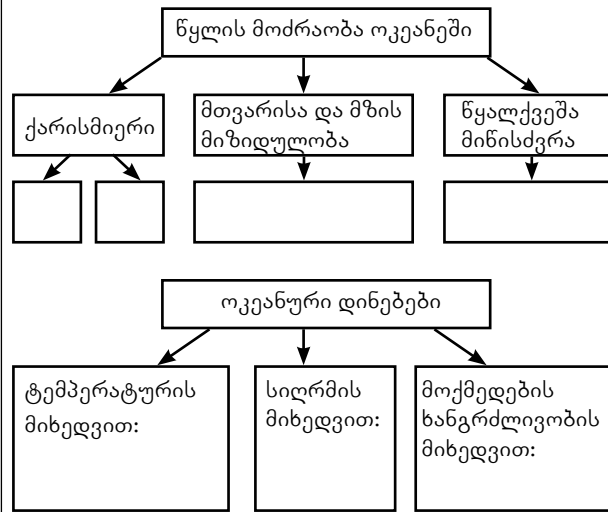 წყლის მოძრაობა ოკეანეში
ქარისმიერი
მთვარისა და მზის
მიზიდულობა
წყალქვეშა
მიწისძვრა
ოკეანური დინებები
ტემპერატურის
მიხედვით:
სიღრმის
მიხედვით:
მოქმედების
ხანგრძლივობის
მიხედვით: